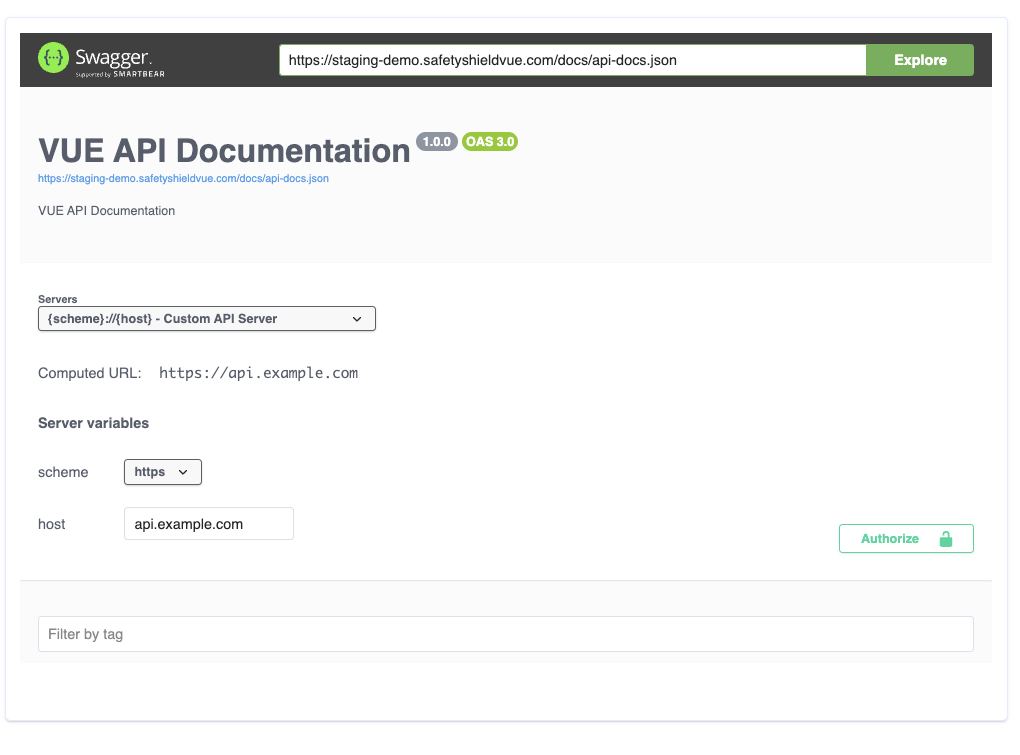 Swagger.
Supported by SMARTBEAR
https://staging-demo.safetyshieldvue.com/docs/api-docs.json
Explore
VUE API Documentation 1.0.0 OAS 3.0
https://staging-demo.safetyshieldvue.com/docs/api-docs.json
VUE API Documentation
Servers
{scheme}://{host} - Custom API Server
Computed URL: https://api.example.com
Server variables
scheme https
host api.example.com
Authorize
Filter by tag